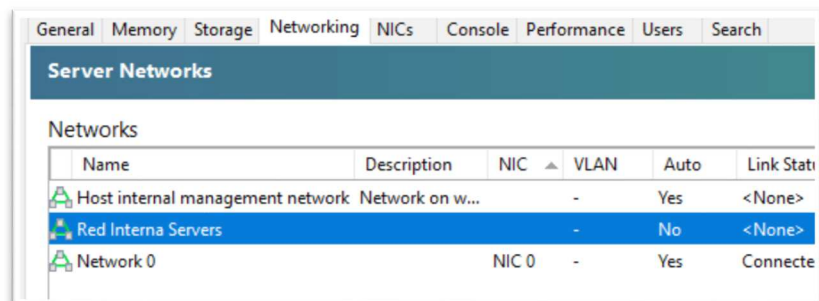 General Memory Storage Networking NICs Console Performance Users Search
Server Networks
Networks
Name Description NIC VLAN Auto Link Statu
Host internal management network Network on w... - Yes <None>
Red Interna Servers - No <None>
Network 0 NIC 0 - Yes Connecte